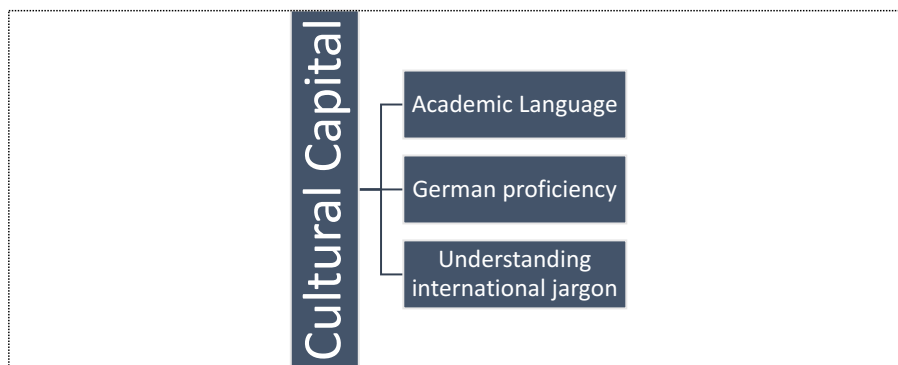 Cultural Capital
Academic Language
German proficiency
Understanding
international jargon